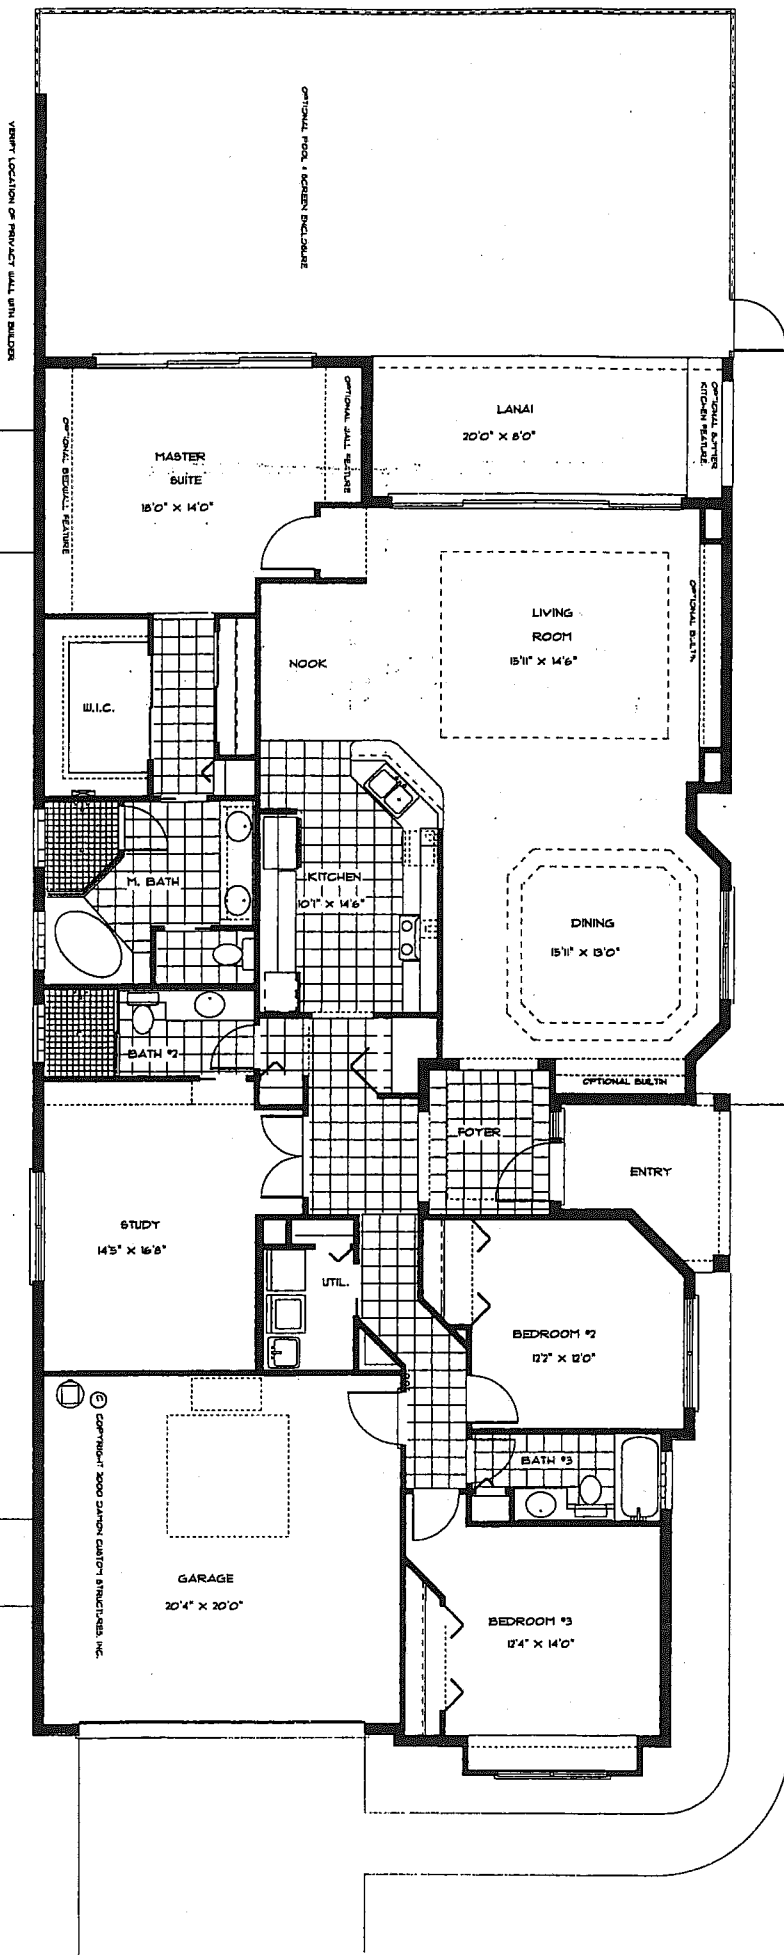 OPTIONAL POOL & SCREEN ENCLOSURE
VERIFY LOCATION OF PRIVACY WALL WITH BUILDER
OPTIONAL WALL FEATURE
OPTIONAL BEDWALL FEATURE
MASTER
SUITE
18'0" X 14'0"
LANAI
20'0" X 8'0"
OPTIONAL SUMMER
KITCHEN FEATURE
LIVING
ROOM
15'11" X 14'6"
OPTIONAL BUILTIN
NOOK
W.I.C.
M. BATH
KITCHEN
10'1" X 14'6"
DINING
15'11" X 13'0"
BATH #2
OPTIONAL BUILTIN
FOYER
ENTRY
STUDY
14'5" X 16'8"
UTIL.
BEDROOM #2
12'2" X 12'0"
BATH #3
© COPYRIGHT 2000 DAMON CUSTOM STRUCTURES, INC.
GARAGE
20'4" X 20'0"
BEDROOM #3
12'4" X 14'0"